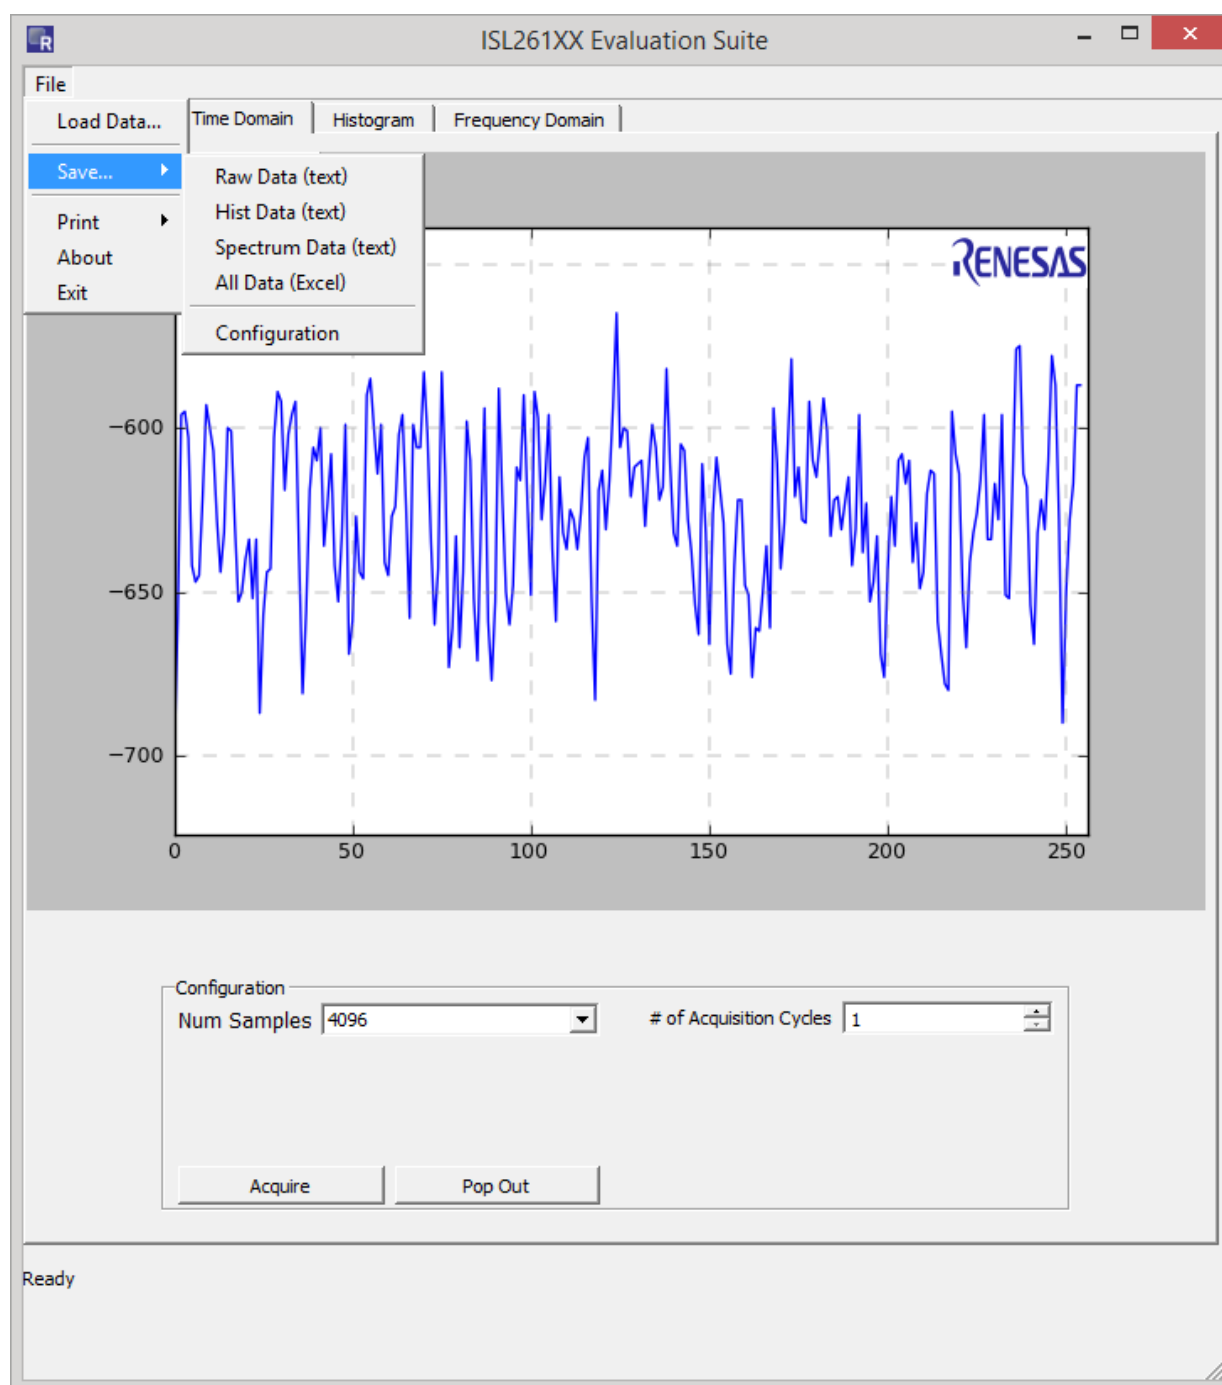 R
ISL261XX Evaluation Suite
File
Load Data...
Time Domain
Histogram
Frequency Domain
Save...
Raw Data (text)
Hist Data (text)
Spectrum Data (text)
All Data (Excel)
Configuration
Print
About
Exit
RENESAS
−600
−650
−700
0 50 100 150 200 250
Configuration
Num Samples 4096
# of Acquisition Cycles 1
Acquire
Pop Out
Ready